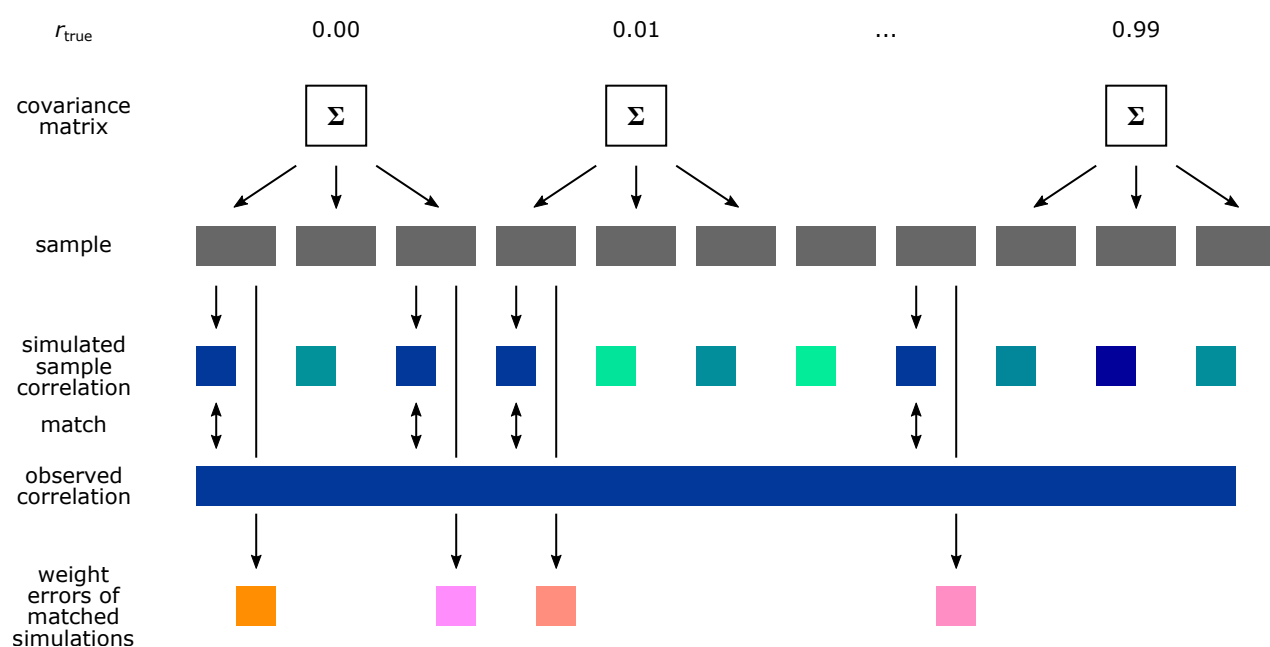 r_true 0.00 0.01 ... 0.99
covariance
matrix
Σ Σ Σ
sample
simulated
sample
correlation
match
observed
correlation
weight
errors of
matched
simulations